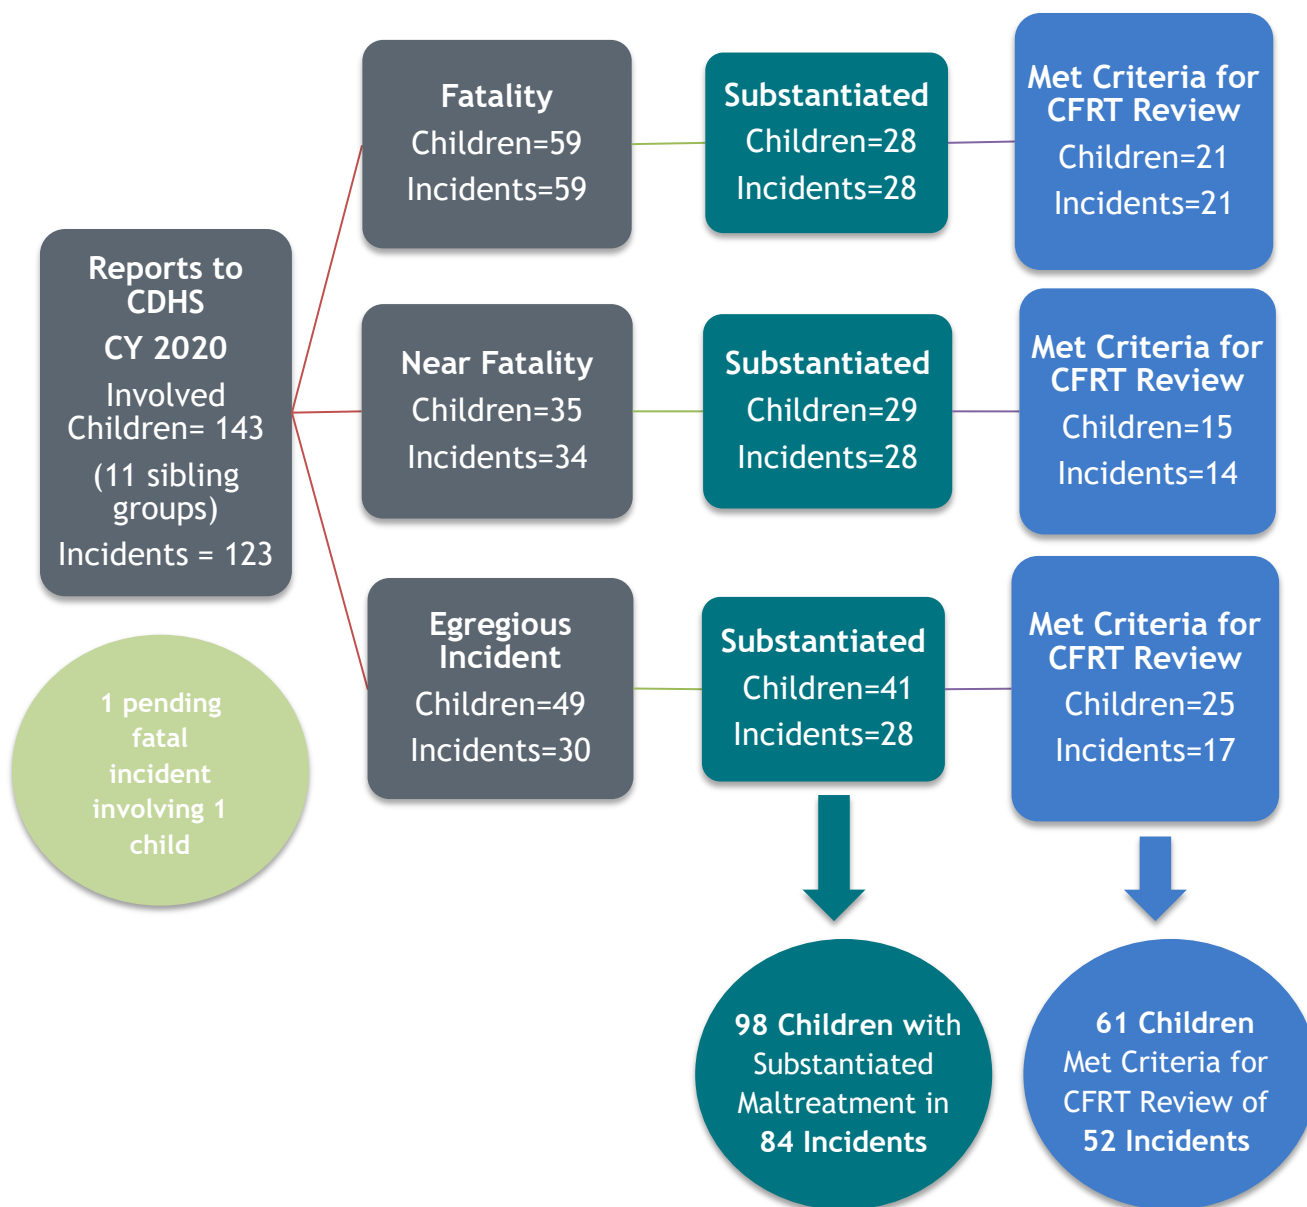 Reports to
CDHS
CY 2020
Involved
Children= 143
(11 sibling
groups)
Incidents = 123
1 pending
fatal
incident
involving 1
child
Fatality
Children=59
Incidents=59
Substantiated
Children=28
Incidents=28
Met Criteria for
CFRT Review
Children=21
Incidents=21
Near Fatality
Children=35
Incidents=34
Substantiated
Children=29
Incidents=28
Met Criteria for
CFRT Review
Children=15
Incidents=14
Egregious
Incident
Children=49
Incidents=30
Substantiated
Children=41
Incidents=28
Met Criteria for
CFRT Review
Children=25
Incidents=17
98 Children with
Substantiated
Maltreatment in
84 Incidents
61 Children
Met Criteria for
CFRT Review of
52 Incidents